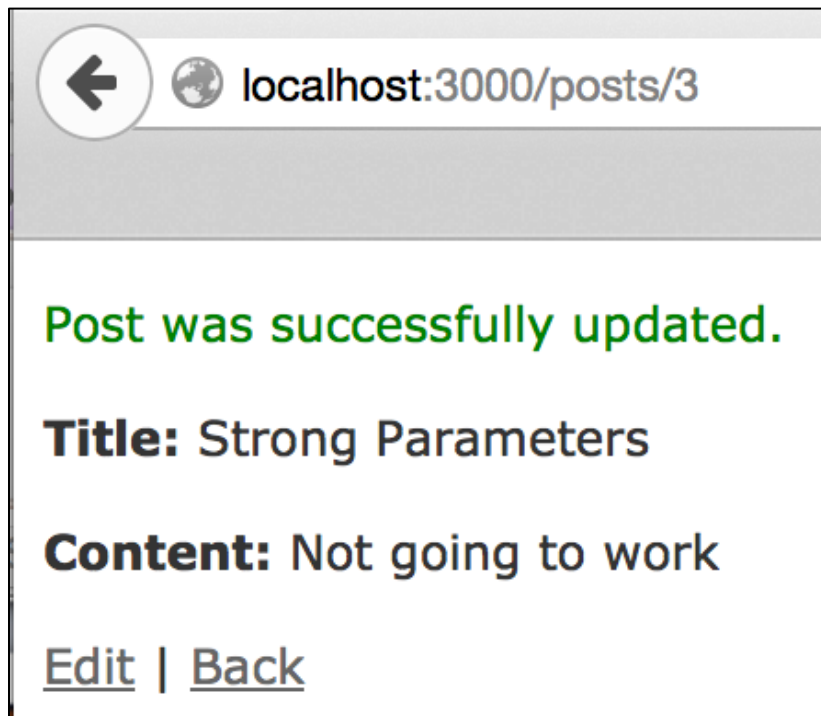 localhost:3000/posts/3
Post was successfully updated.
Title: Strong Parameters
Content: Not going to work
Edit | Back